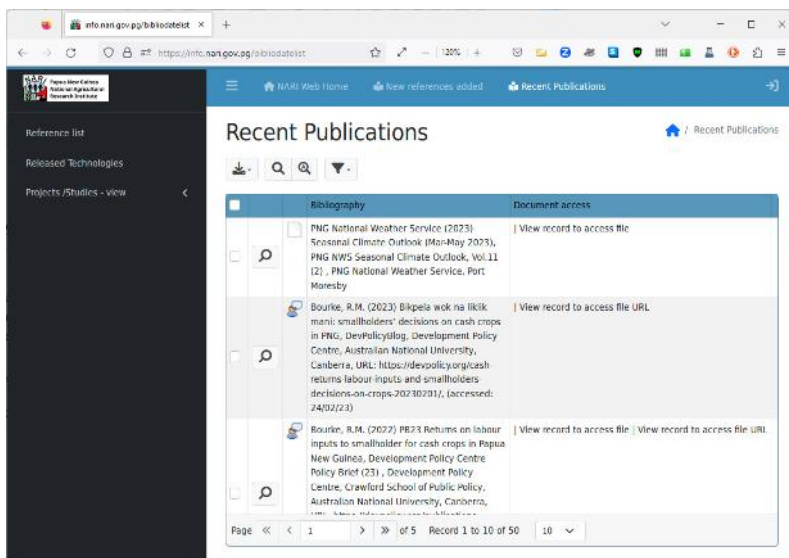 info.nari.gov.pg/bibliodatelist
https://info.nari.gov.pg/bibliodatelist
120%
Papua New Guinea
National Agricultural
Research Institute
NARI Web Home
New references added
Recent Publications
Reference list
Released Technologies
Projects /Studies - view
Recent Publications
/ Recent Publications
Bibliography
Document access
PNG National Weather Service (2023)
Seasonal Climate Outlook (Mar-May 2023),
PNG NWS Seasonal Climate Outlook, Vol.11
(2) , PNG National Weather Service, Port
Moresby
| View record to access file
Bourke, R.M. (2023) Bikpela wok na liklik
mani: smallholders' decisions on cash crops
in PNG, DevPolicyBlog, Development Policy
Centre, Australian National University,
Canberra, URL: https://devpolicy.org/cash-
returns-labour-inputs-and-smallholders-
decisions-on-crops-20230201/, (accessed:
24/02/23)
| View record to access file URL
Bourke, R.M. (2022) PB23 Returns on labour
inputs to smallholder for cash crops in Papua
New Guinea, Development Policy Centre
Policy Brief (23) , Development Policy
Centre, Crawford School of Public Policy,
Australian National University, Canberra,
| View record to access file | View record to access file URL
Page 1 of 5 Record 1 to 10 of 50 10